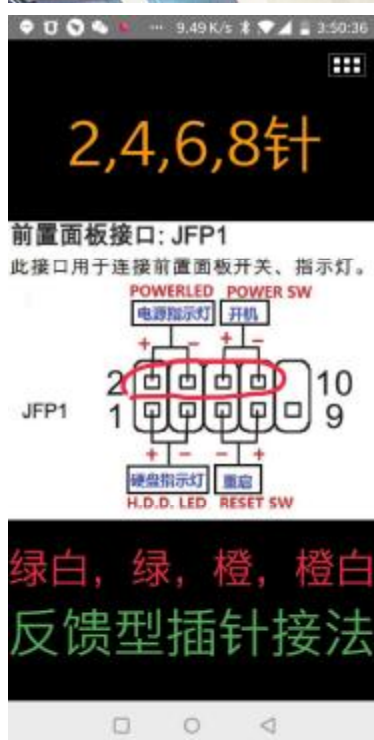 9.49 K/s 3:50:36
2,4,6,8针
前置面板接口: JFP1
此接口用于连接前置面板开关、指示灯。
POWERLED POWER SW
电源指示灯 开机
+ - + -
2 10
JFP1 1 9
+ - - +
硬盘指示灯 重启
H.D.D. LED RESET SW
绿白，绿，橙，橙白
反馈型插针接法